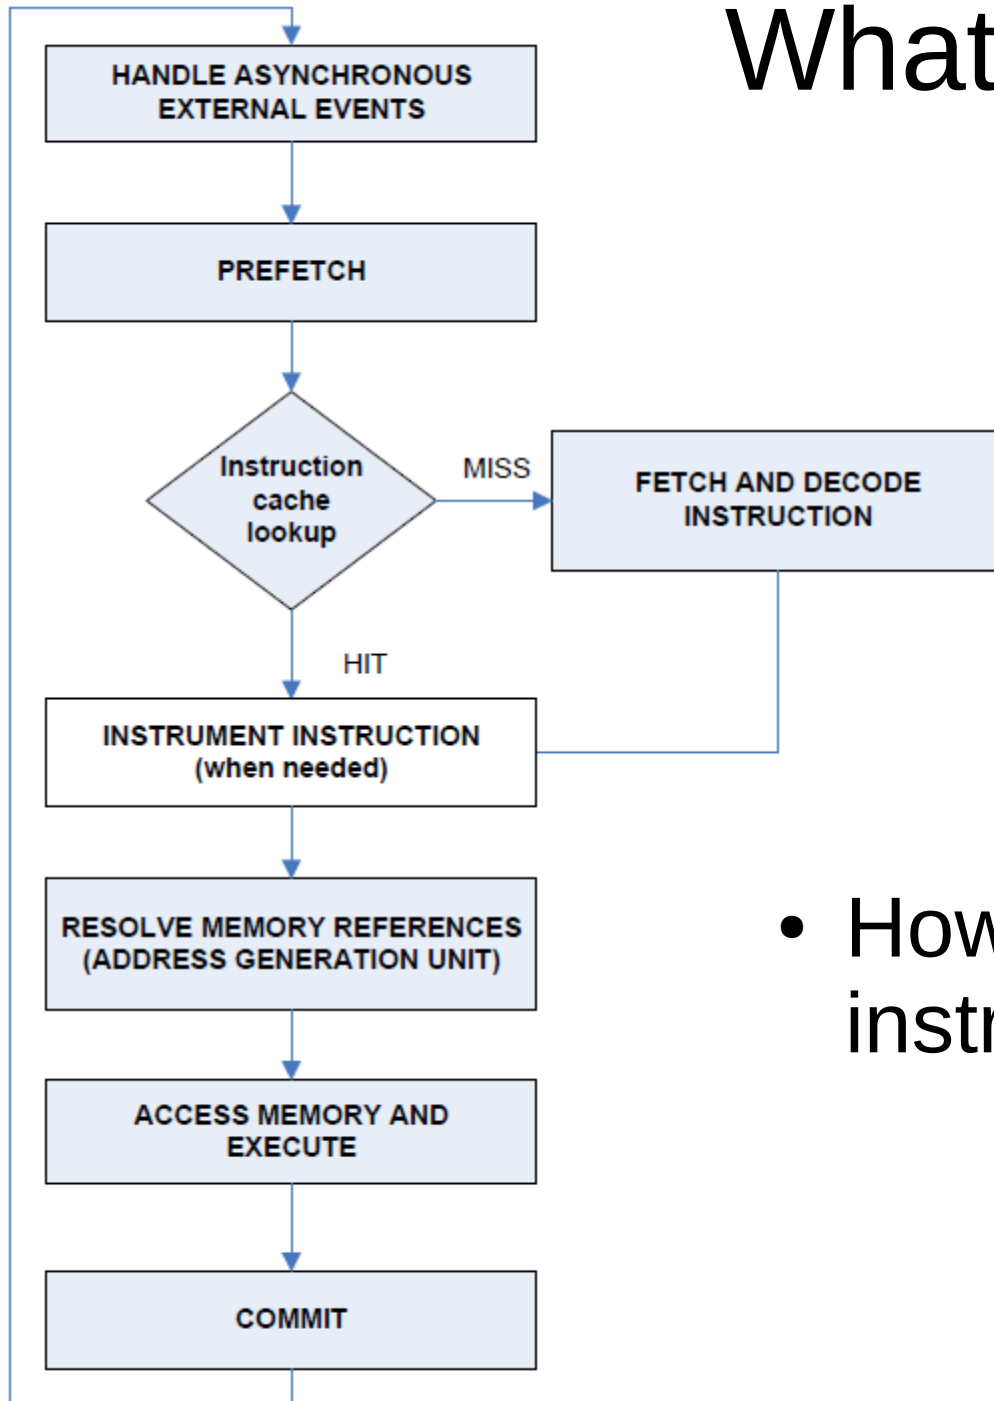 What
HANDLE ASYNCHRONOUS
EXTERNAL EVENTS
PREFETCH
Instruction
cache
lookup
MISS
FETCH AND DECODE
INSTRUCTION
HIT
INSTRUMENT INSTRUCTION
(when needed)
RESOLVE MEMORY REFERENCES
(ADDRESS GENERATION UNIT)
• How
instr
ACCESS MEMORY AND
EXECUTE
COMMIT